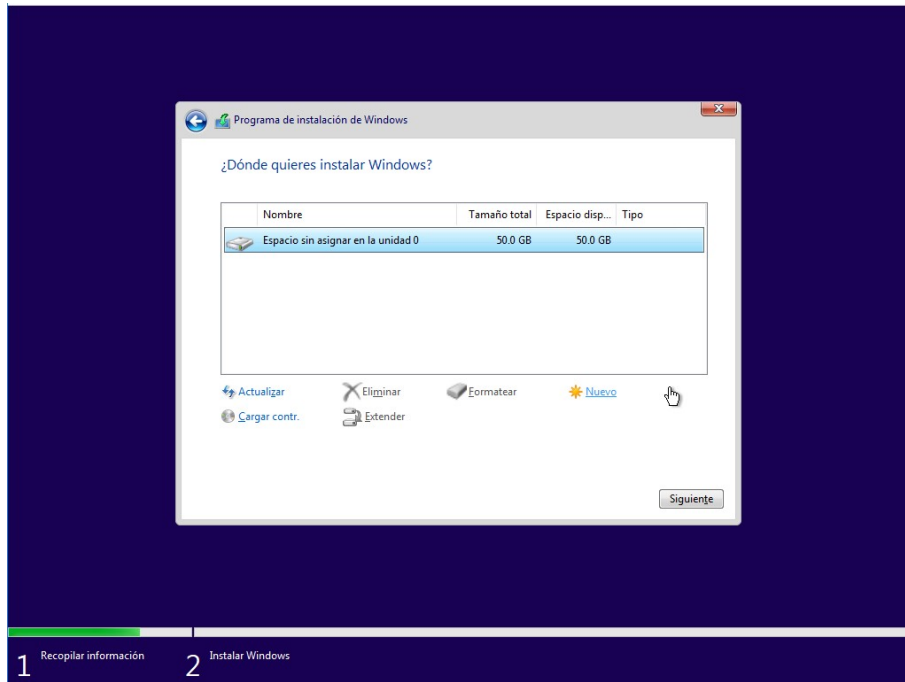 Programa de instalación de Windows
¿Dónde quieres instalar Windows?
Nombre Tamaño total Espacio disp... Tipo
Espacio sin asignar en la unidad 0 50.0 GB 50.0 GB
Actualizar Eliminar Formatear Nuevo
Cargar contr. Extender
Siguiente
1 Recopilar información 2 Instalar Windows